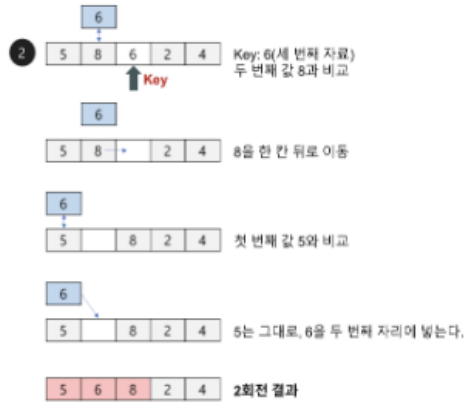 6
2
5 8 6 2 4
Key: 6(세 번째 자료)
두 번째 값 8과 비교
Key
6
5 8 2 4
8을 한 칸 뒤로 이동
6
5 8 2 4
첫 번째 값 5와 비교
6
5 8 2 4
5는 그대로, 6을 두 번째 자리에 넣는다.
5 6 8 2 4
2회전 결과